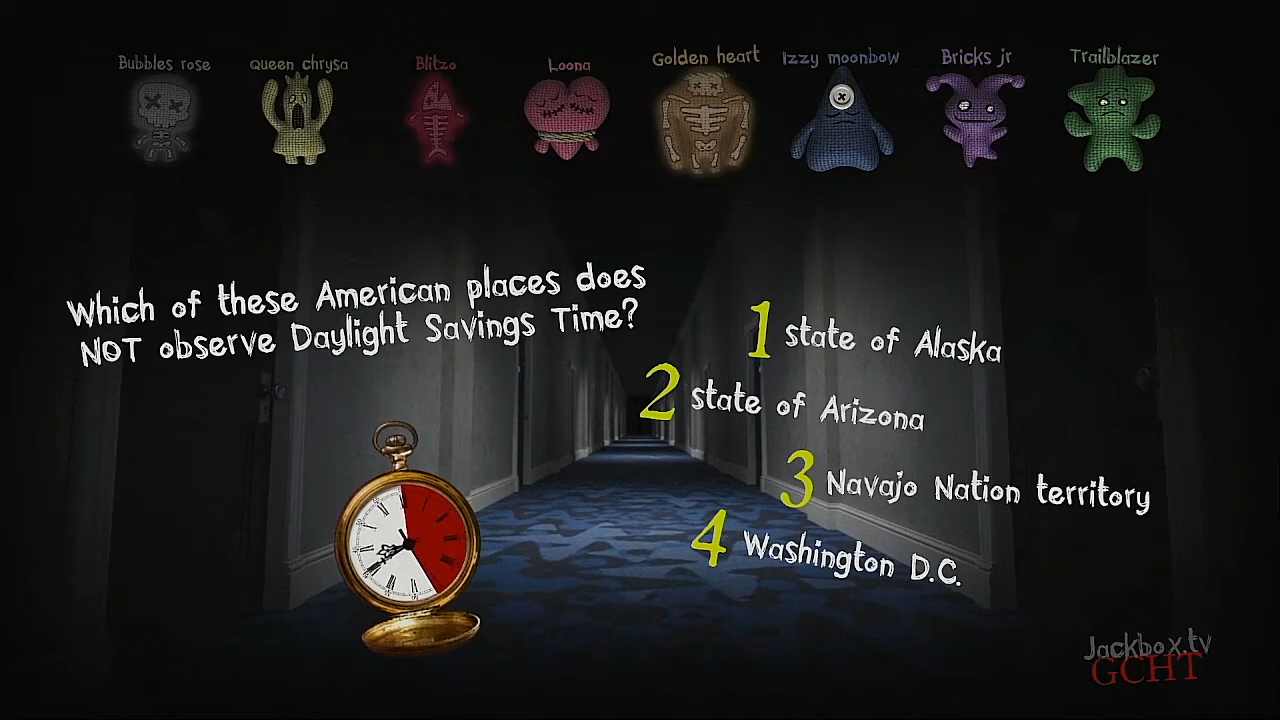 Bubbles rose
Queen chrysa
Blitzo
Loona
Golden heart
Izzy moonbow
Bricks jr
Trailblazer
Which of these American places does
NOT observe Daylight Savings Time?
1 state of Alaska
2 state of Arizona
3 Navajo Nation territory
4 Washington D.C.
Jackbox.tv
GCHT